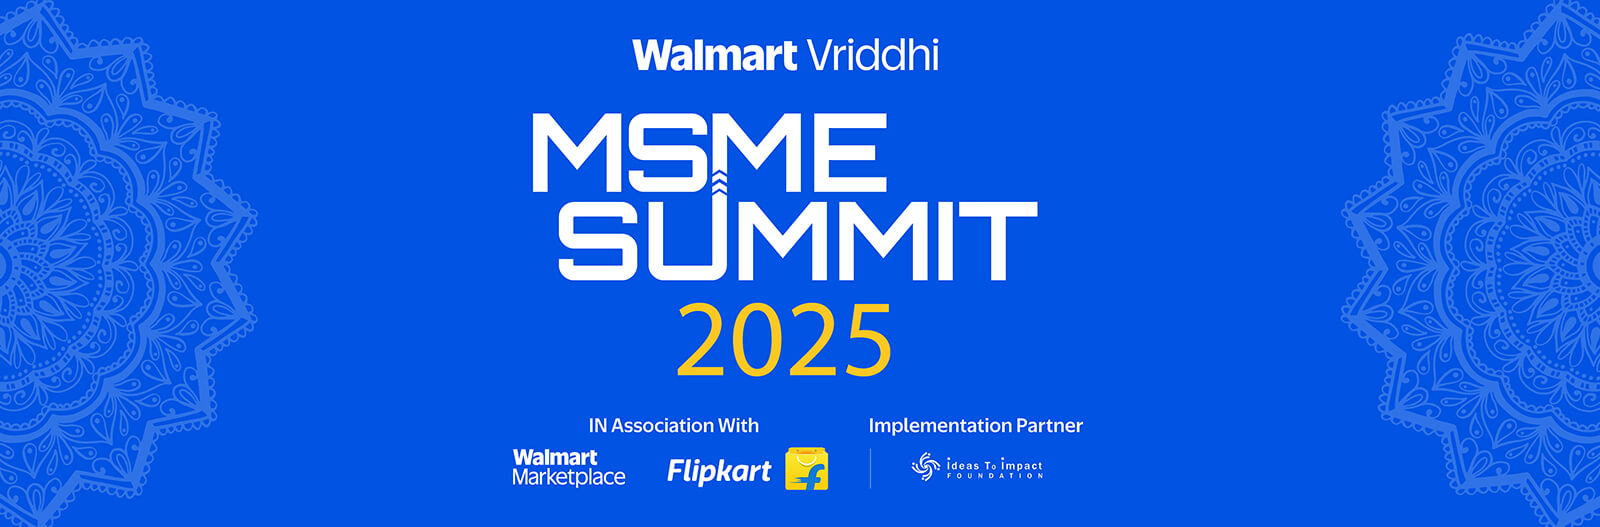 Walmart Vriddhi
MSME
SUMMIT
2025
IN Association With
Walmart
Marketplace
Flipkart
Implementation Partner
ideas To impact
FOUNDATION